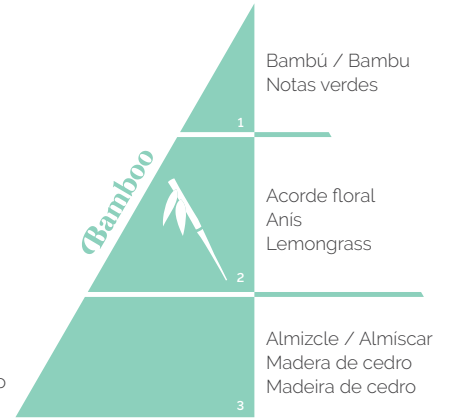 Bambú / Bambu
Notas verdes
1
Bamboo
Acorde floral
Anís
Lemongrass
2
Almizcle / Almíscar
Madera de cedro
Madeira de cedro
o
3